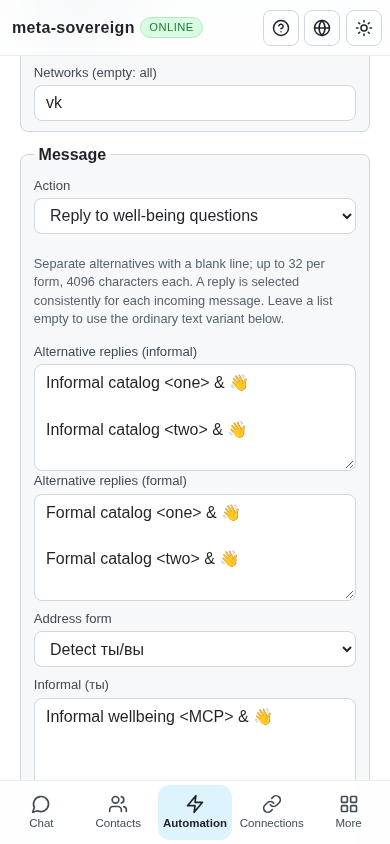 meta-sovereign ONLINE
Networks (empty: all)
vk
Message
Action
Reply to well-being questions
Separate alternatives with a blank line; up to 32 per
form, 4096 characters each. A reply is selected
consistently for each incoming message. Leave a list
empty to use the ordinary text variant below.
Alternative replies (informal)
Informal catalog <one> & 👋
Informal catalog <two> & 👋
Alternative replies (formal)
Formal catalog <one> & 👋
Formal catalog <two> & 👋
Address form
Detect ты/вы
Informal (ты)
Informal wellbeing <MCP> & 👋
Chat Contacts Automation Connections More